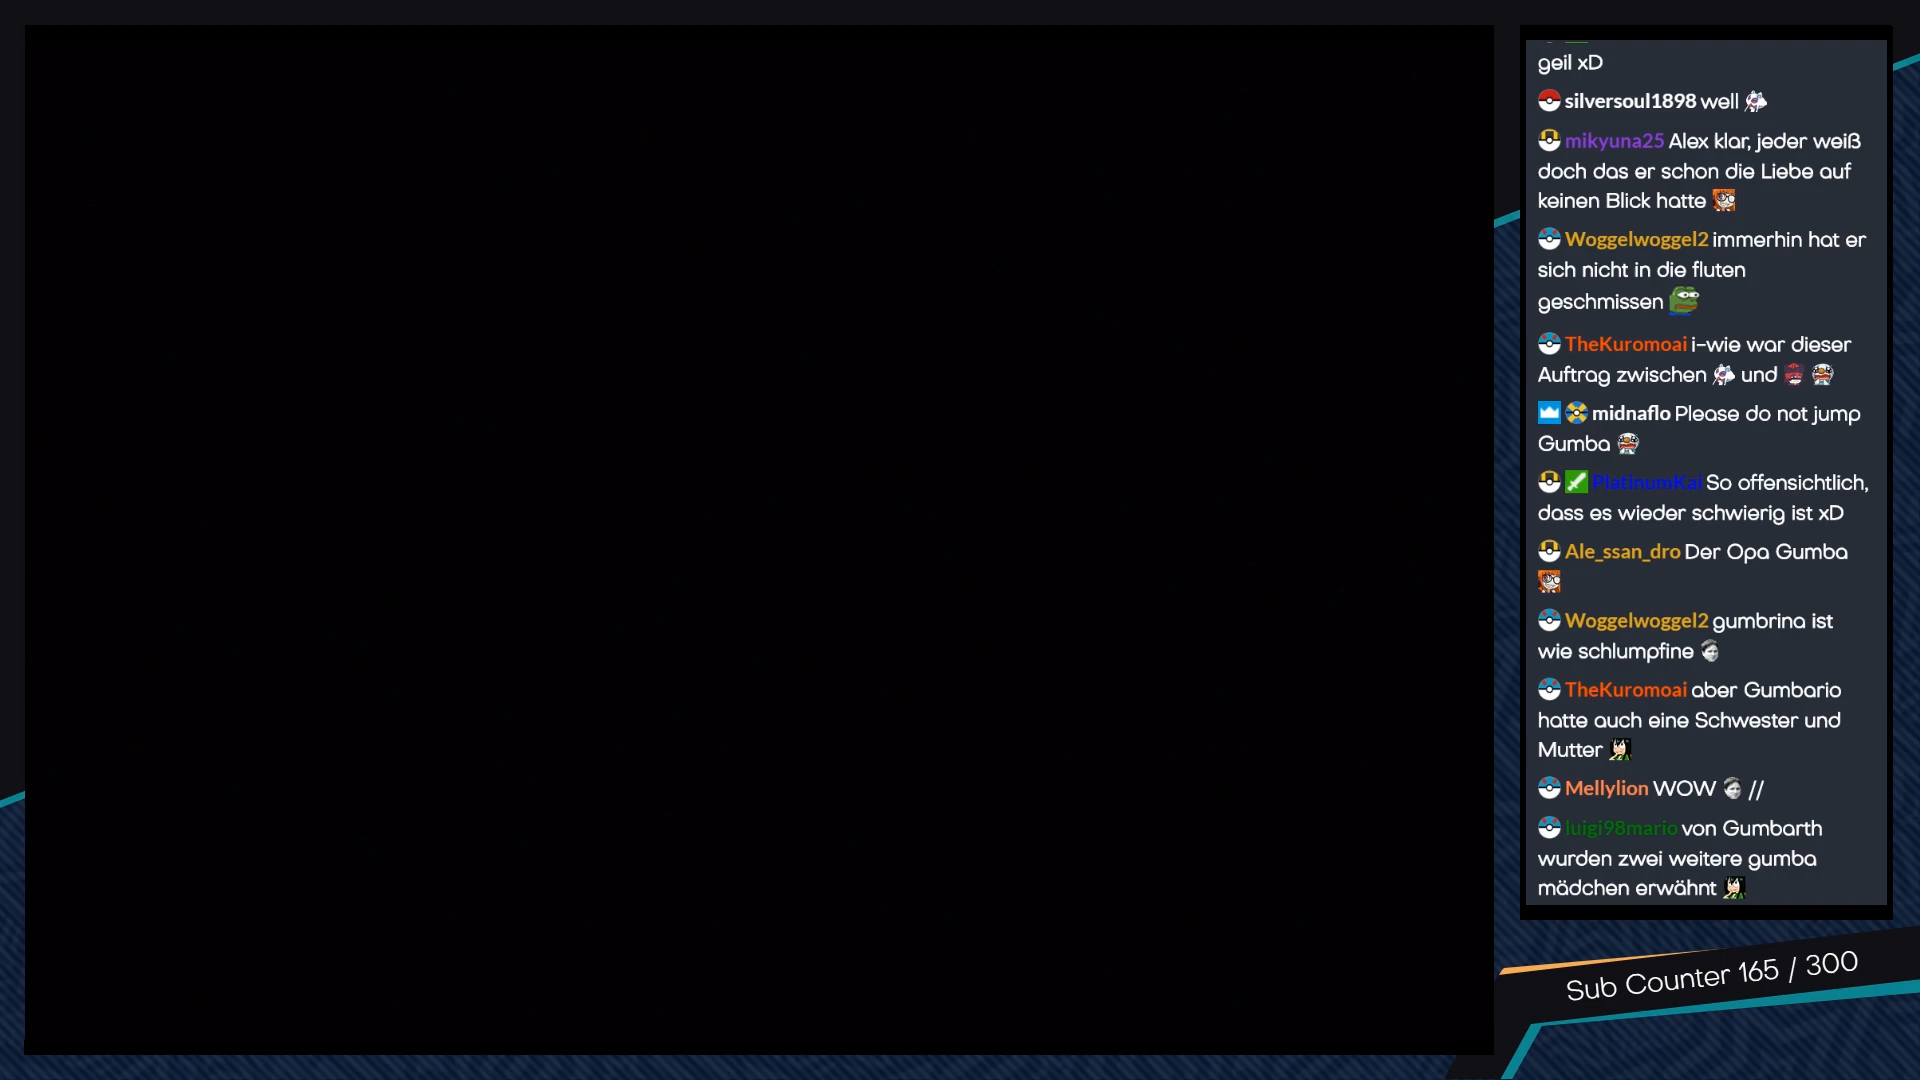 geil xD
silversoul1898 well
mikyuna25 Alex klar, jeder weiß
doch das er schon die Liebe auf
keinen Blick hatte
Woggelwoggel2 immerhin hat er
sich nicht in die fluten
geschmissen
TheKuromoai i-wie war dieser
Auftrag zwischen und
midnaflo Please do not jump
Gumba
PlatinumKai So offensichtlich,
dass es wieder schwierig ist xD
Ale_ssan_dro Der Opa Gumba
Woggelwoggel2 gumbrina ist
wie schlumpfine
TheKuromoai aber Gumbario
hatte auch eine Schwester und
Mutter
Mellylion WOW //
luigi98mario von Gumbarth
wurden zwei weitere gumba
mädchen erwähnt
Sub Counter 165 / 300